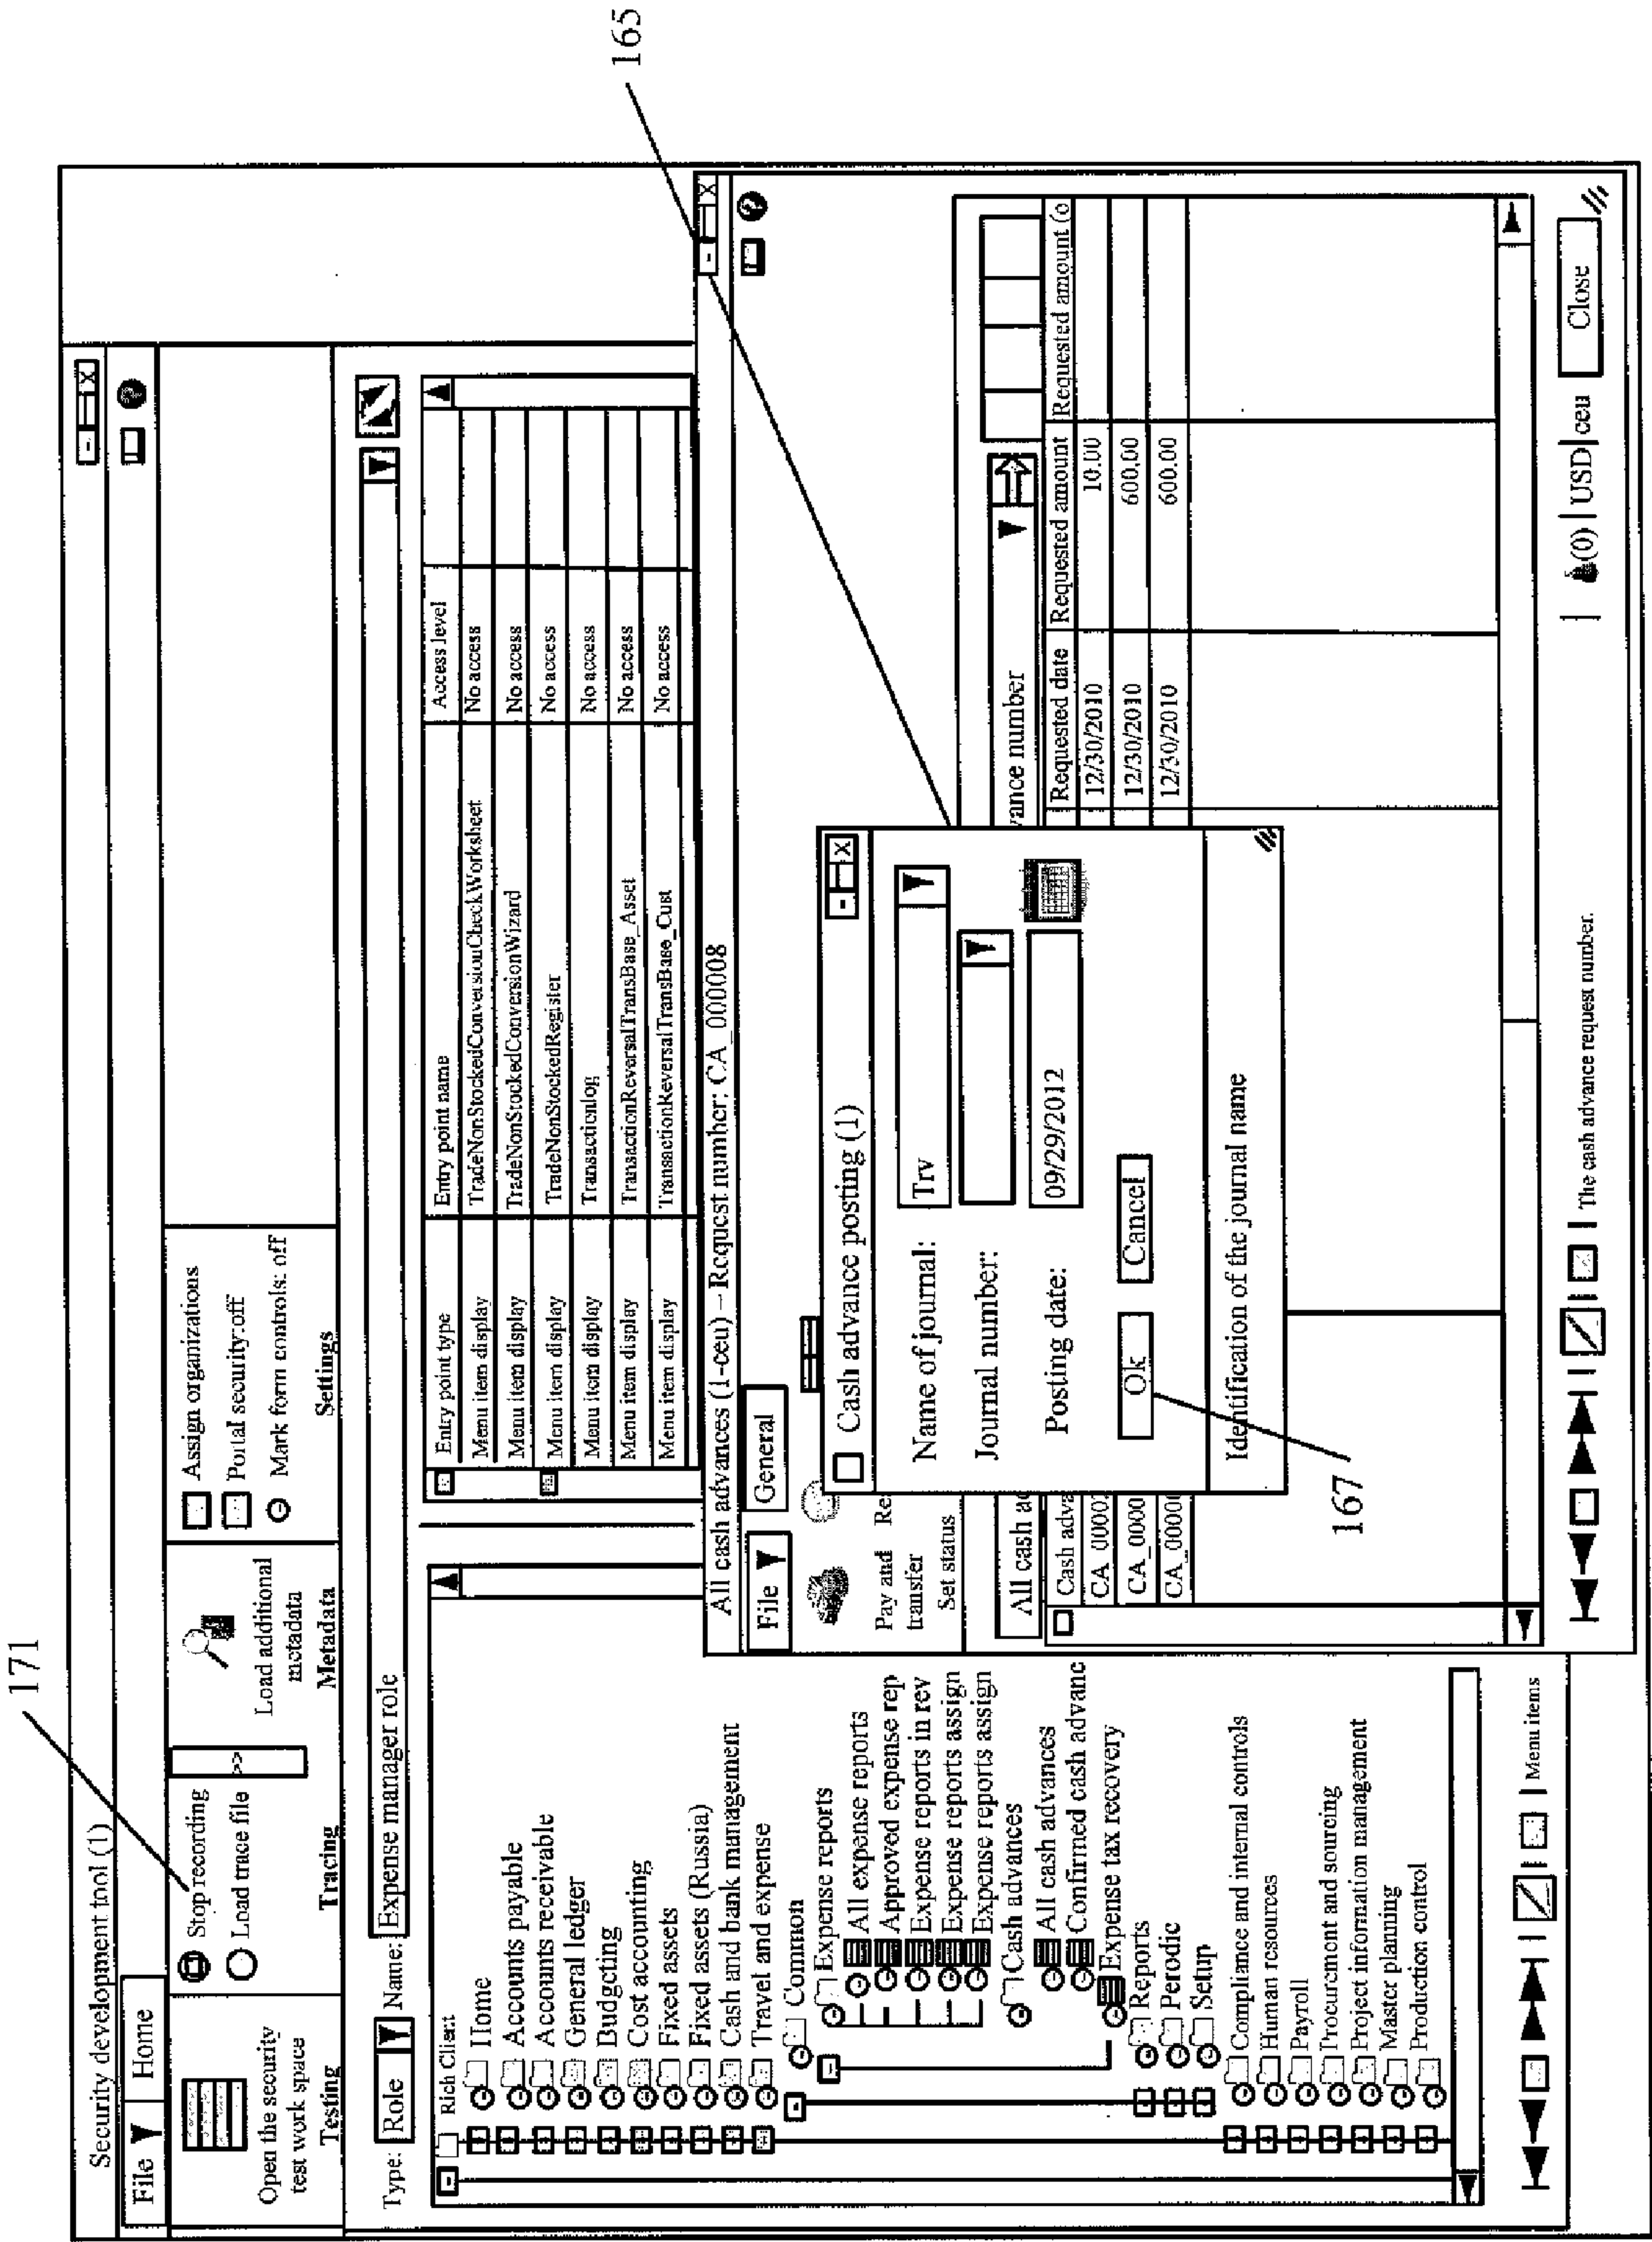 171
165
Security development tool (1)
File Home
Open the security
test work space
Testing
Stop recording
Load trace file
>>
Tracing
Load additional
metadata
Metadata
Assign organizations
Portal security:off
Mark form controls: off
Settings
Type: Role Name: Expense manager role
Rich Client
Home
Accounts payable
Accounts receivable
General ledger
Budgeting
Cost accounting
Fixed assets
Fixed assets (Russia)
Cash and bank management
Travel and expense
Common
Expense reports
All expense reports
Approved expense rep
Expense reports in rev
Expense reports assign
Expense reports assign
Cash advances
All cash advances
Confirmed cash advanc
Expense tax recovery
Reports
Perodic
Setup
Compliance and internal controls
Human resources
Payroll
Procurment and sourcing
Project information management
Master planning
Production control
Menu items
Entry point type Entry point name Access level
Menu item display TradeNonStockedConversionCheckWorksheet No access
Menu item display TradeNonStockedConversionWizard No access
Menu item display TradeNonStockedRegister No access
Menu item display Transactionlog No access
Menu item display TransactionReversalTransBase_Asset No access
Menu item display TransactionReversalTransBase_Cust No access
All cash advances (1-ceu) – Request number: CA_000008
File General
Pay and
transfer
Re
Set status
All cash ad
vance number
Cash adva Requested date Requested amount Requested amount (o
CA_0000 12/30/2010 10.00
CA_0000 12/30/2010 600.00
CA_00000 12/30/2010 600.00
Cash advance posting (1)
Name of journal: Trv
Journal number:
Posting date: 09/29/2012
Ok Cancel
Identification of the journal name
167
The cash advance request number.
(0) | USD | ceu Close